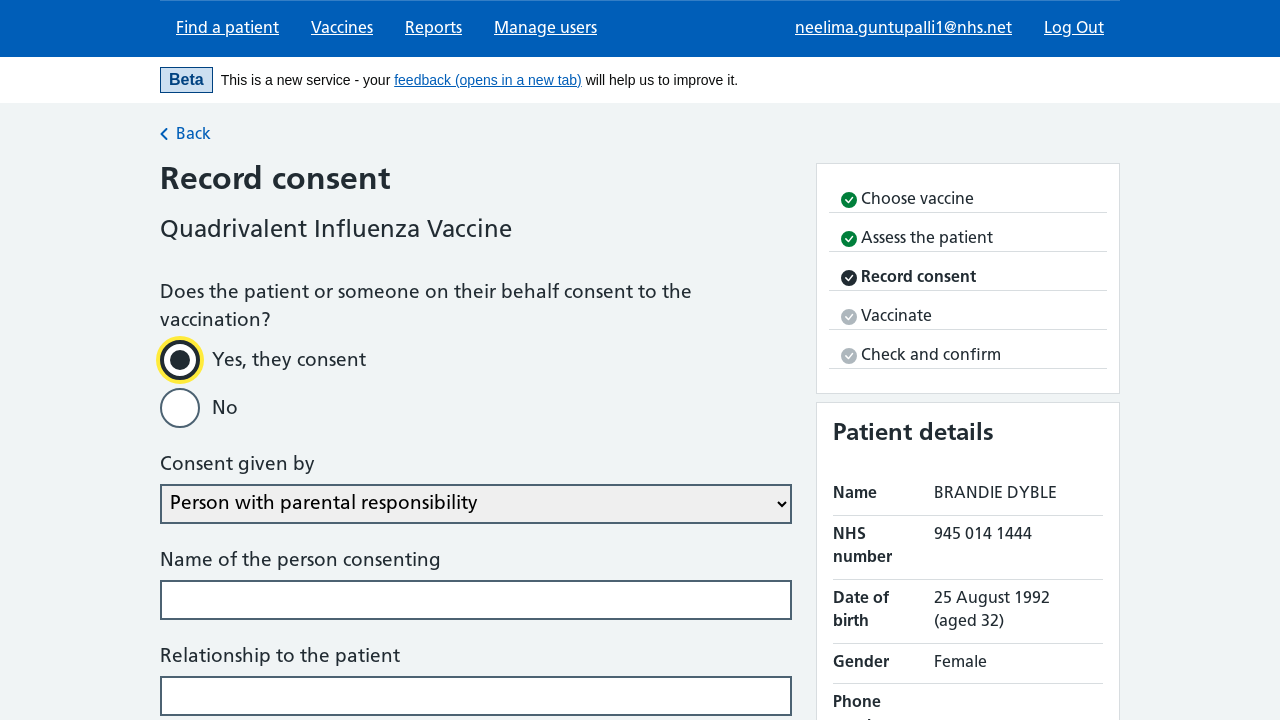 Find a patient
Vaccines
Reports
Manage users
neelima.guntupalli1@nhs.net
Log Out
Beta
This is a new service - your feedback (opens in a new tab) will help us to improve it.
Back
Record consent
Quadrivalent Influenza Vaccine
Does the patient or someone on their behalf consent to the
vaccination?
Yes, they consent
No
Consent given by
Person with parental responsibility
Name of the person consenting
Relationship to the patient
Choose vaccine
Assess the patient
Record consent
Vaccinate
Check and confirm
Patient details
Name
BRANDIE DYBLE
NHS
number
945 014 1444
Date of
birth
25 August 1992
(aged 32)
Gender
Female
Phone